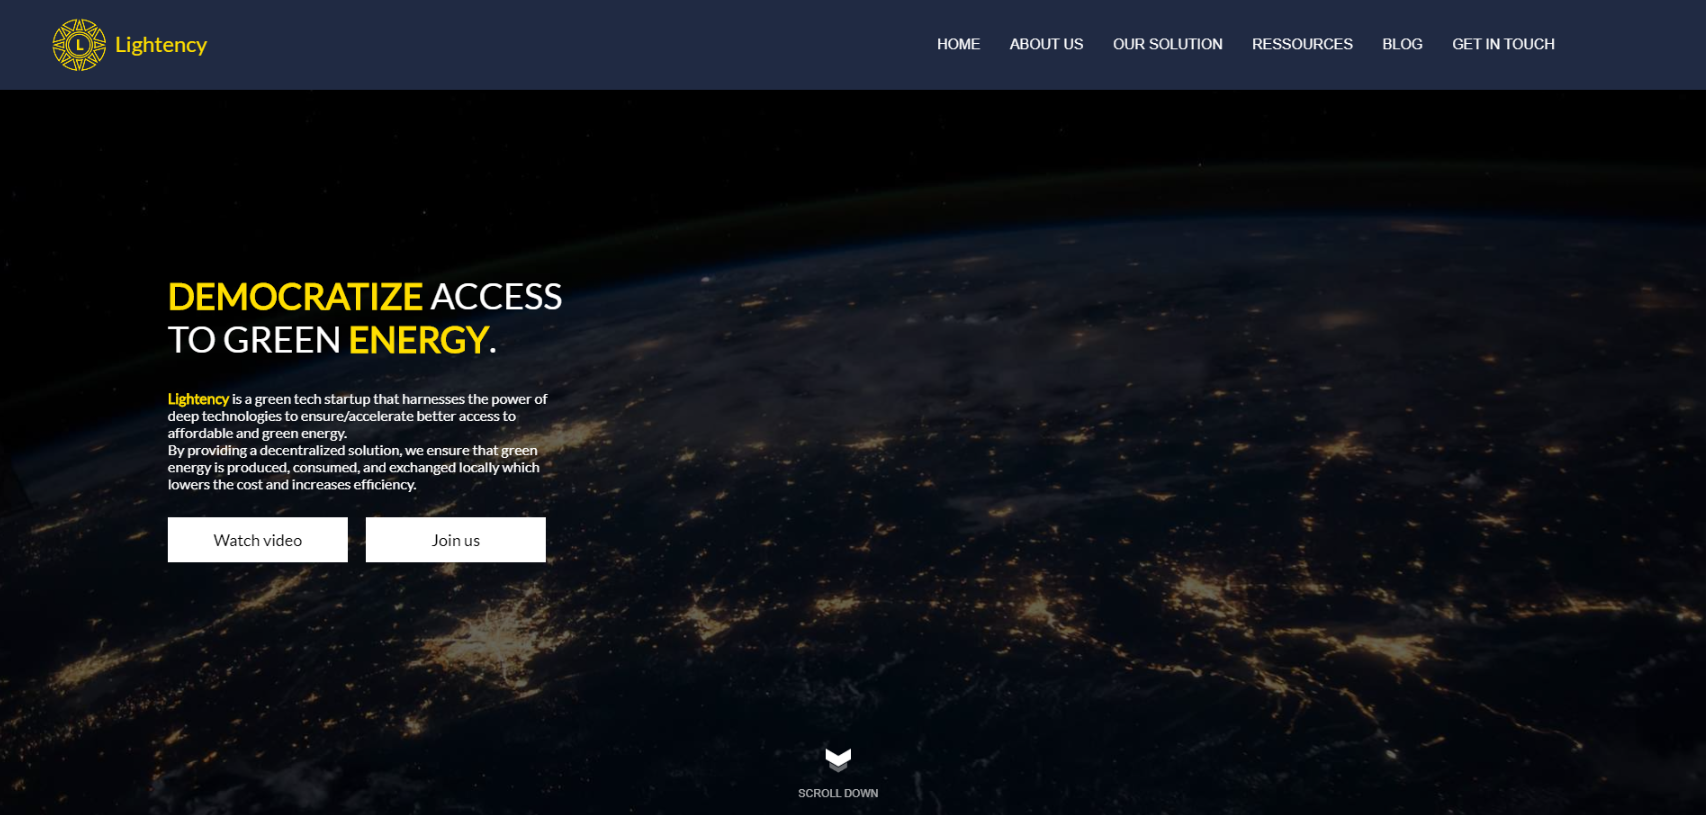 L
Lightency
HOME ABOUT US OUR SOLUTION RESSOURCES BLOG GET IN TOUCH
DEMOCRATIZE ACCESS
TO GREEN ENERGY.
Lightency is a green tech startup that harnesses the power of
deep technologies to ensure/accelerate better access to
affordable and green energy.
By providing a decentralized solution, we ensure that green
energy is produced, consumed, and exchanged locally which
lowers the cost and increases efficiency.
Watch video Join us
SCROLL DOWN